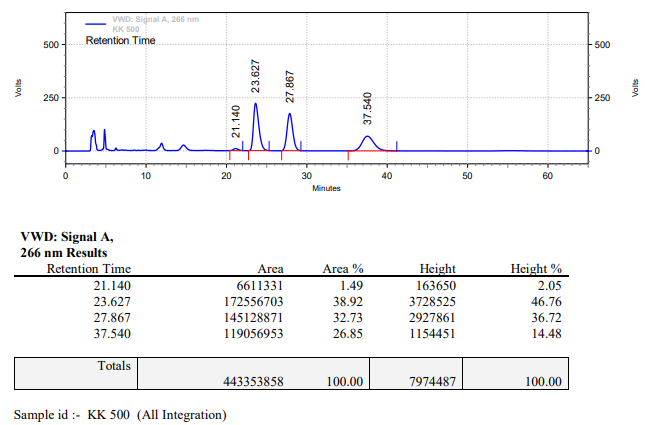 VWD: Signal A, 266 nm
KK 500
Retention Time
500
500
Volts
Volts
250
250
0
0
21.140
23.627
27.867
37.540
0 10 20 30 40 50 60
Minutes
VWD: Signal A,
266 nm Results
Retention Time Area Area % Height Height %
21.140 6611331 1.49 163650 2.05
23.627 172556703 38.92 3728525 46.76
27.867 145128871 32.73 2927861 36.72
37.540 119056953 26.85 1154451 14.48
Totals
443353858 100.00 7974487 100.00
Sample id :- KK 500 (All Integration)